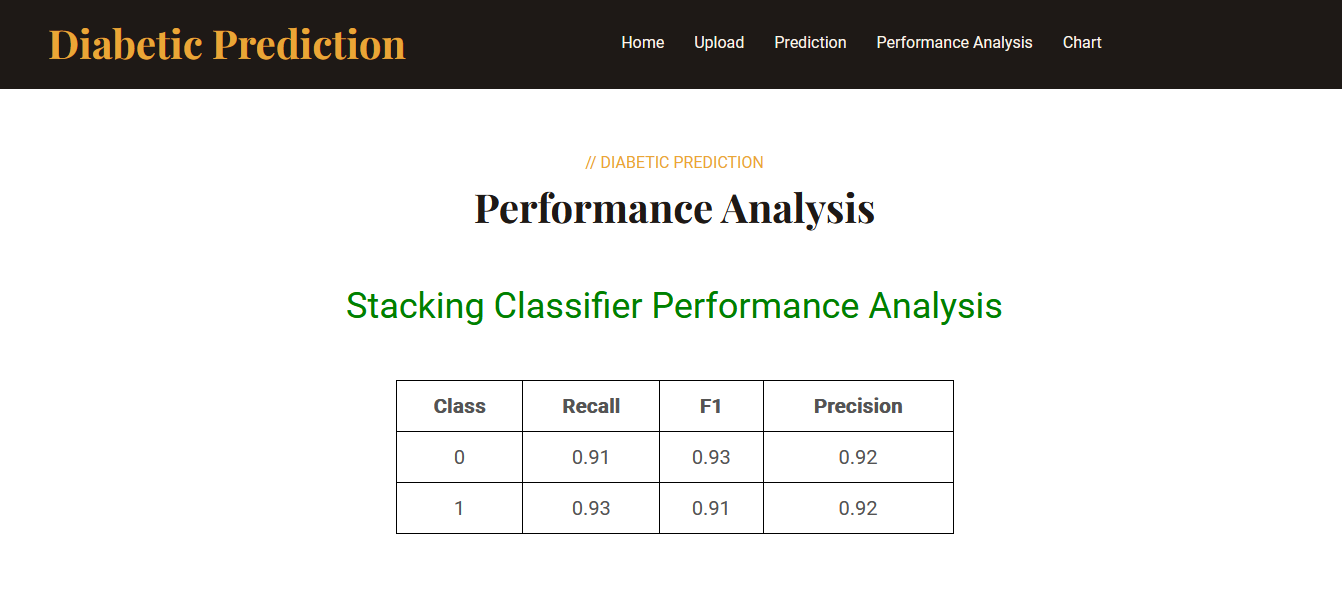 Diabetic Prediction
Home Upload Prediction Performance Analysis Chart
// DIABETIC PREDICTION
Performance Analysis
Stacking Classifier Performance Analysis
Class Recall F1 Precision
0 0.91 0.93 0.92
1 0.93 0.91 0.92